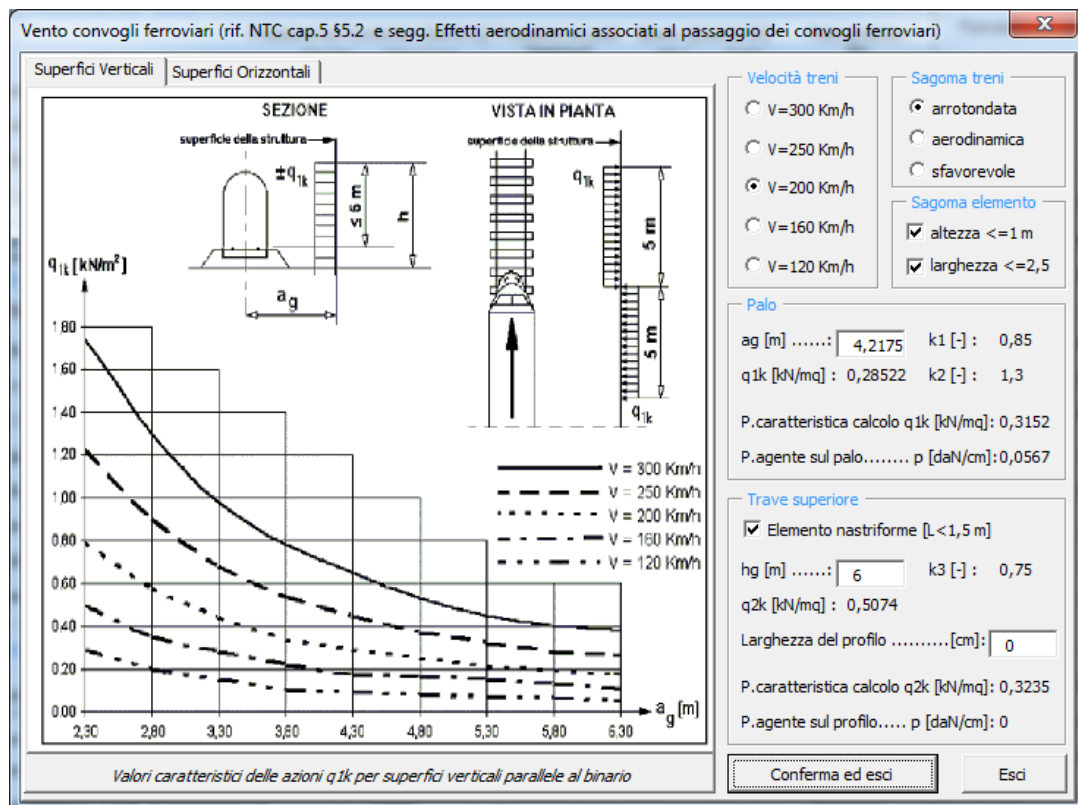 Vento convogli ferroviari (rif. NTC cap.5 §5.2 e segg. Effetti aerodinamici associati al passaggio dei convogli ferroviari)
x
Superfici Verticali
Superfici Orizzontali
SEZIONE
VISTA IN PIANTA
superficie della struttura
superficie della struttura
±q1k
≤ 6 m
h
ag
q1k
5 m
5 m
q1k
q1k [kN/m²]
1.80
1.60
1.40
1.20
1.00
0.80
0.60
0.40
0.20
0.00
2,30
2,80
3,30
3,80
4,30
4,80
5,30
5,80
6,30
ag [m]
V = 300 Km/h
V = 250 Km/h
V = 200 Km/h
V = 160 Km/h
V = 120 Km/h
Valori caratteristici delle azioni q1k per superfici verticali parallele al binario
Velocità treni
V=300 Km/h
V=250 Km/h
V=200 Km/h
V=160 Km/h
V=120 Km/h
Sagoma treni
arrotondata
aerodinamica
sfavorevole
Sagoma elemento
altezza <=1 m
larghezza <=2,5
Palo
ag [m] ......: 4,2175 k1 [-] : 0,85
q1k [kN/mq] : 0,28522 k2 [-] : 1,3
P.caratteristica calcolo q1k [kN/mq]: 0,3152
P.agente sul palo........ p [daN/cm]:0,0567
Trave superiore
Elemento nastriforme [L<1,5 m]
hg [m] ......: 6 k3 [-] : 0,75
q2k [kN/mq] : 0,5074
Larghezza del profilo ..........[cm]: 0
P.caratteristica calcolo q2k [kN/mq]: 0,3235
P.agente sul profilo..... p [daN/cm]: 0
Conferma ed esci
Esci